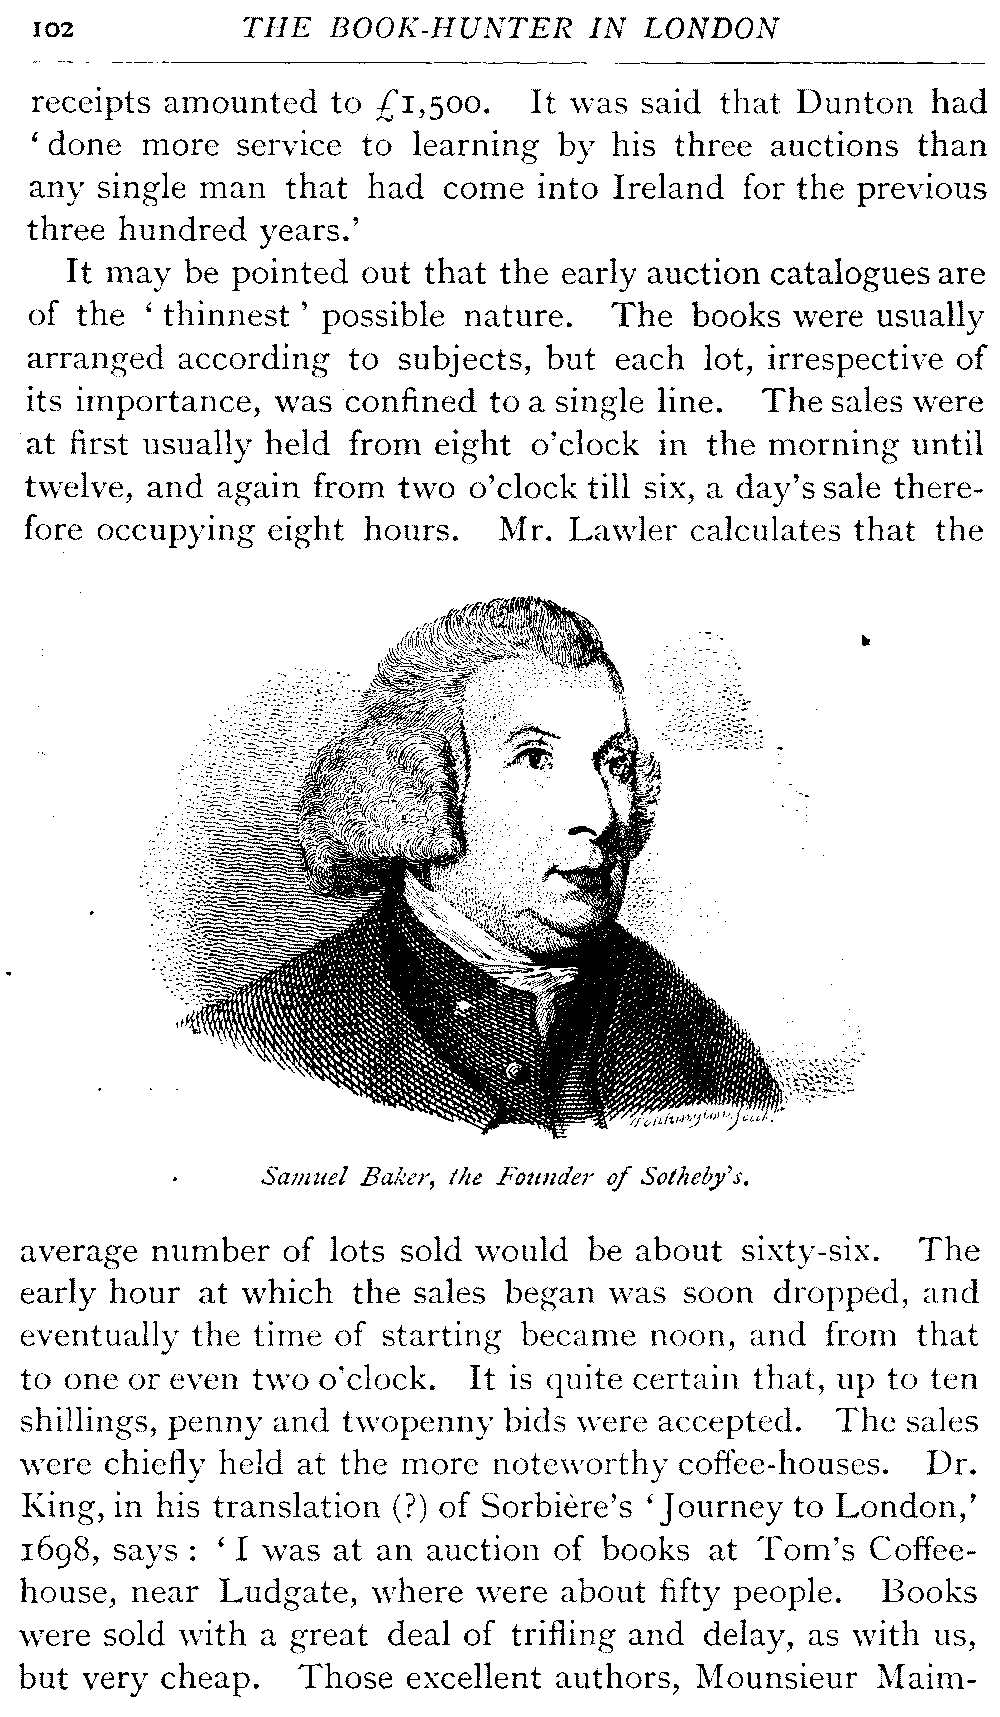 102 THE BOOK-HUNTER IN LONDON
receipts amounted to £1,500. It was said that Dunton had
‘done more service to learning by his three auctions than
any single man that had come into Ireland for the previous
three hundred years.’
It may be pointed out that the early auction catalogues are
of the ‘thinnest’ possible nature. The books were usually
arranged according to subjects, but each lot, irrespective of
its importance, was confined to a single line. The sales were
at first usually held from eight o’clock in the morning until
twelve, and again from two o’clock till six, a day’s sale there-
fore occupying eight hours. Mr. Lawler calculates that the
Samuel Baker, the Founder of Sotheby’s.
average number of lots sold would be about sixty-six. The
early hour at which the sales began was soon dropped, and
eventually the time of starting became noon, and from that
to one or even two o’clock. It is quite certain that, up to ten
shillings, penny and twopenny bids were accepted. The sales
were chiefly held at the more noteworthy coffee-houses. Dr.
King, in his translation (?) of Sorbière’s ‘Journey to London,’
1698, says : ‘I was at an auction of books at Tom’s Coffee-
house, near Ludgate, where were about fifty people. Books
were sold with a great deal of trifling and delay, as with us,
but very cheap. Those excellent authors, Mounsieur Maim-